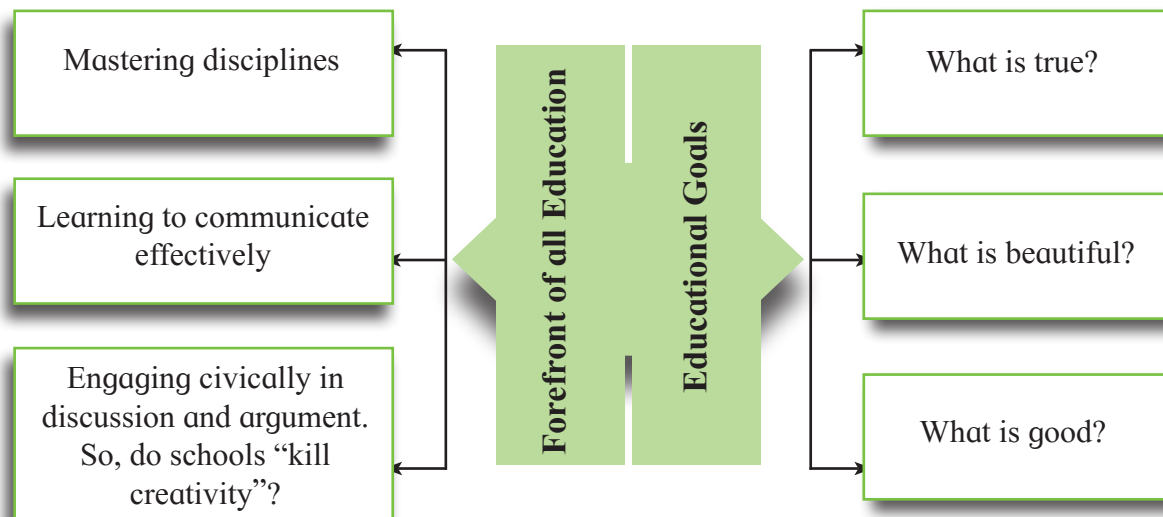 Mastering disciplines
Learning to communicate
effectively
Engaging civically in
discussion and argument.
So, do schools “kill
creativity”?
Forefront of all Education
Educational Goals
What is true?
What is beautiful?
What is good?